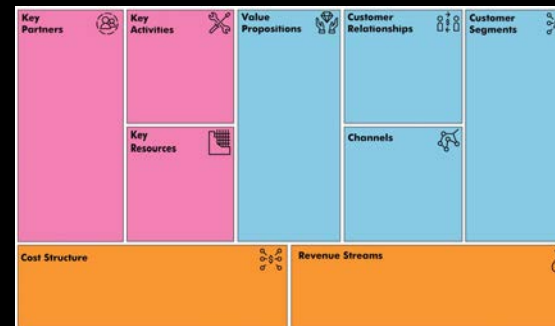 Key
Partners
Key
Activities
Value
Propositions
Customer
Relationships
Customer
Segments
Key
Resources
Channels
Cost Structure
Revenue Streams